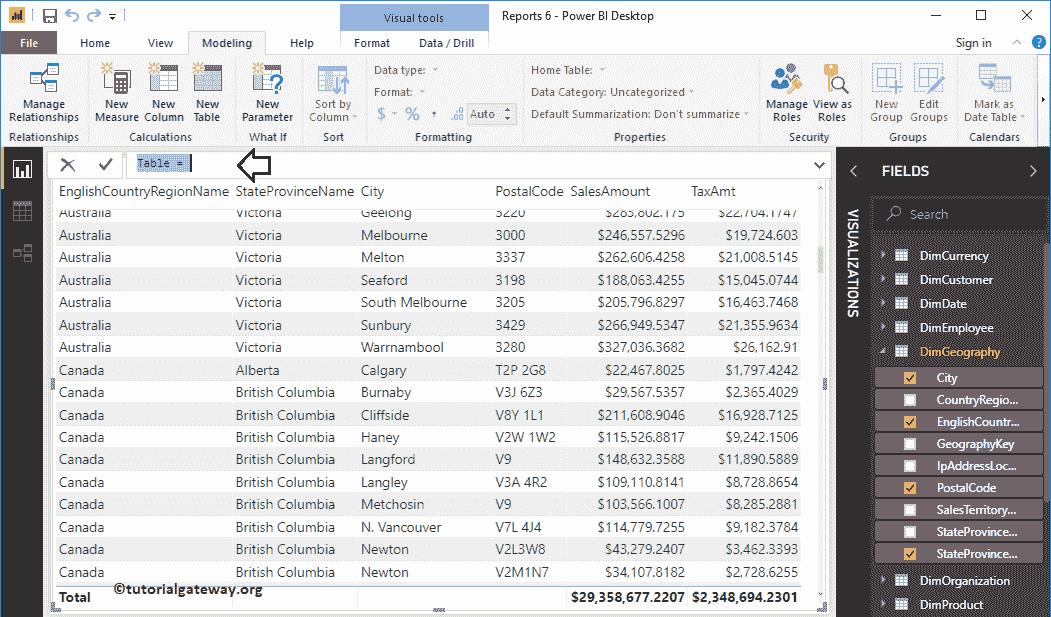 Visual tools
Reports 6 - Power BI Desktop
File Home View Modeling Help Format Data / Drill Sign in
Manage Relationships
New Measure
New Column
New Table
New Parameter
Sort by Column
Data type:
Format:
$ % , .00 Auto
Home Table:
Data Category: Uncategorized
Default Summarization: Don't summarize
Manage Roles
View as Roles
New Group
Edit Groups
Mark as Date Table
Relationships Calculations What If Sort Formatting Properties Security Groups Calendars
Table =
EnglishCountryRegionName StateProvinceName City PostalCode SalesAmount TaxAmt
Australia Victoria Geelong 3220 $283,802.175 $22,704.1747
Australia Victoria Melbourne 3000 $246,557.5296 $19,724.603
Australia Victoria Melton 3337 $262,606.4258 $21,008.5145
Australia Victoria Seaford 3198 $188,063.4255 $15,045.0744
Australia Victoria South Melbourne 3205 $205,796.8297 $16,463.7468
Australia Victoria Sunbury 3429 $266,949.5347 $21,355.9634
Australia Victoria Warrnambool 3280 $327,036.3682 $26,162.91
Canada Alberta Calgary T2P 2G8 $22,467.8025 $1,797.4242
Canada British Columbia Burnaby V3J 6Z3 $29,567.5357 $2,365.4029
Canada British Columbia Cliffside V8Y 1L1 $211,608.9046 $16,928.7125
Canada British Columbia Haney V2W 1W2 $115,526.8817 $9,242.1506
Canada British Columbia Langford V9 $148,632.3588 $11,890.5889
Canada British Columbia Langley V3A 4R2 $109,110.8141 $8,728.8654
Canada British Columbia Metchosin V9 $103,566.1007 $8,285.2881
Canada British Columbia N. Vancouver V7L 4J4 $114,779.7255 $9,182.3784
Canada British Columbia Newton V2L3W8 $43,279.2407 $3,462.3393
Canada British Columbia Newton V2M1N7 $34,107.8182 $2,728.6255
Total $29,358,677.2207 $2,348,694.2301
©tutorialgateway.org
VISUALIZATIONS
FIELDS
Search
DimCurrency
DimCustomer
DimDate
DimEmployee
DimGeography
City
CountryRegio...
EnglishCountr...
GeographyKey
IpAddressLoc...
PostalCode
SalesTerritory...
StateProvince...
StateProvince...
DimOrganization
DimProduct